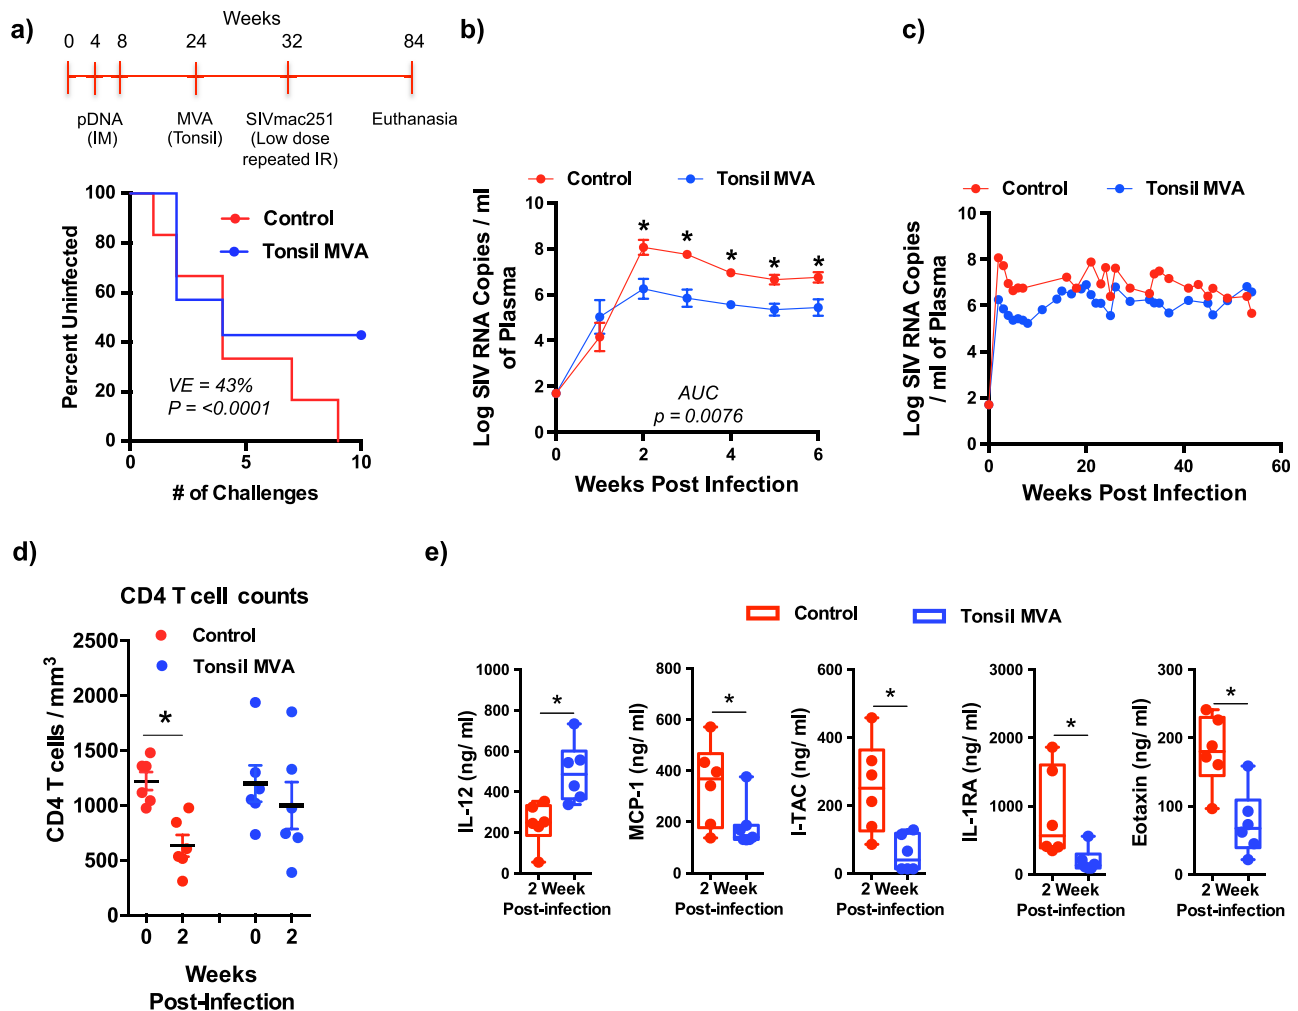 a)
Weeks
0 4 8 24 32 84
pDNA
(IM)
MVA
(Tonsil)
SIVmac251
(Low dose
repeated IR)
Euthanasia
100
80
60
40
20
0
Percent Uninfected
Control
Tonsil MVA
VE = 43%
P = <0.0001
0 5 10
# of Challenges
b)
Control Tonsil MVA
10
8
6
4
2
0
Log SIV RNA Copies / ml
of Plasma
* * * * *
AUC
p = 0.0076
0 2 4 6
Weeks Post Infection
c)
Control Tonsil MVA
10
8
6
4
2
0
Log SIV RNA Copies
/ ml of Plasma
0 20 40 60
Weeks Post Infection
d)
CD4 T cell counts
Control
Tonsil MVA
2500
2000
1500
1000
500
0
CD4 T cells / mm³
*
0 2 0 2
Weeks
Post-Infection
e)
Control Tonsil MVA
1000
800
600
400
200
0
IL-12 (ng/ ml)
*
2 Week
Post-infection
800
600
400
200
0
MCP-1 (ng/ ml)
*
2 Week
Post-infection
600
400
200
0
I-TAC (ng/ ml)
*
2 Week
Post-infection
3000
2000
1000
0
IL-1RA (ng/ ml)
*
2 Week
Post-infection
300
200
100
0
Eotaxin (ng/ ml)
*
2 Week
Post-infection